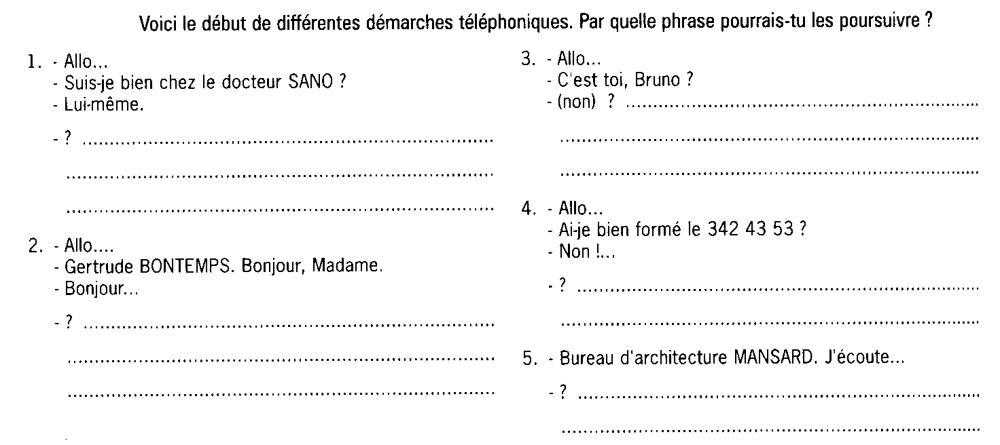 Voici le début de différentes démarches téléphoniques. Par quelle phrase pourrais-tu les poursuivre ?
1. - Allo...
- Suis-je bien chez le docteur SANO ?
- Lui-même.
- ? ........................................................................
........................................................................
........................................................................
2. - Allo....
- Gertrude BONTEMPS. Bonjour, Madame.
- Bonjour...
- ? ........................................................................
........................................................................
........................................................................
3. - Allo...
- C'est toi, Bruno ?
- (non) ? ........................................................................
........................................................................
........................................................................
4. - Allo...
- Ai-je bien formé le 342 43 53 ?
- Non !...
- ? ........................................................................
........................................................................
5. - Bureau d'architecture MANSARD. J'écoute...
- ? ........................................................................
........................................................................